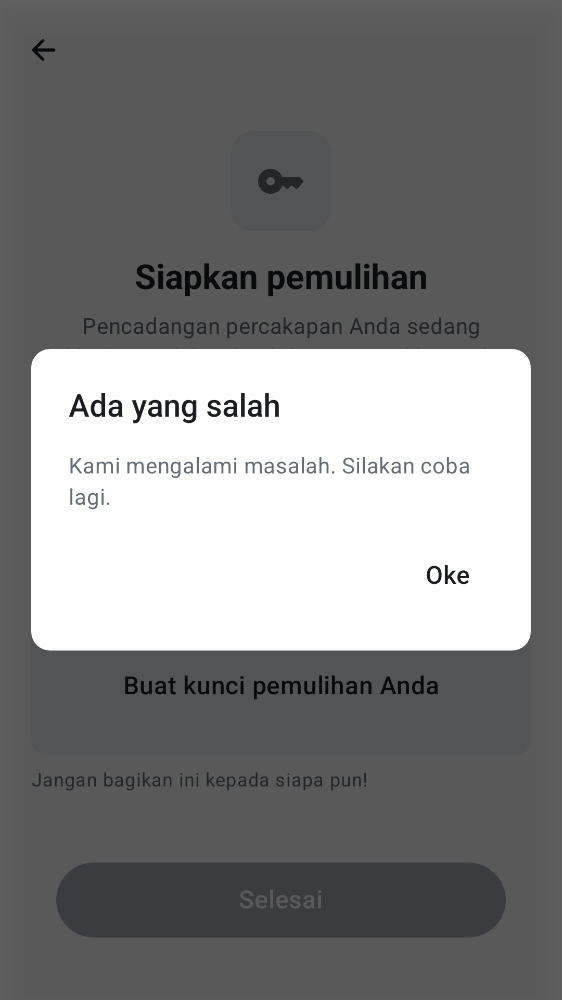 Siapkan pemulihan
Pencadangan percakapan Anda sedang
Ada yang salah
Kami mengalami masalah. Silakan coba
lagi.
Oke
Buat kunci pemulihan Anda
Jangan bagikan ini kepada siapa pun!
Selesai